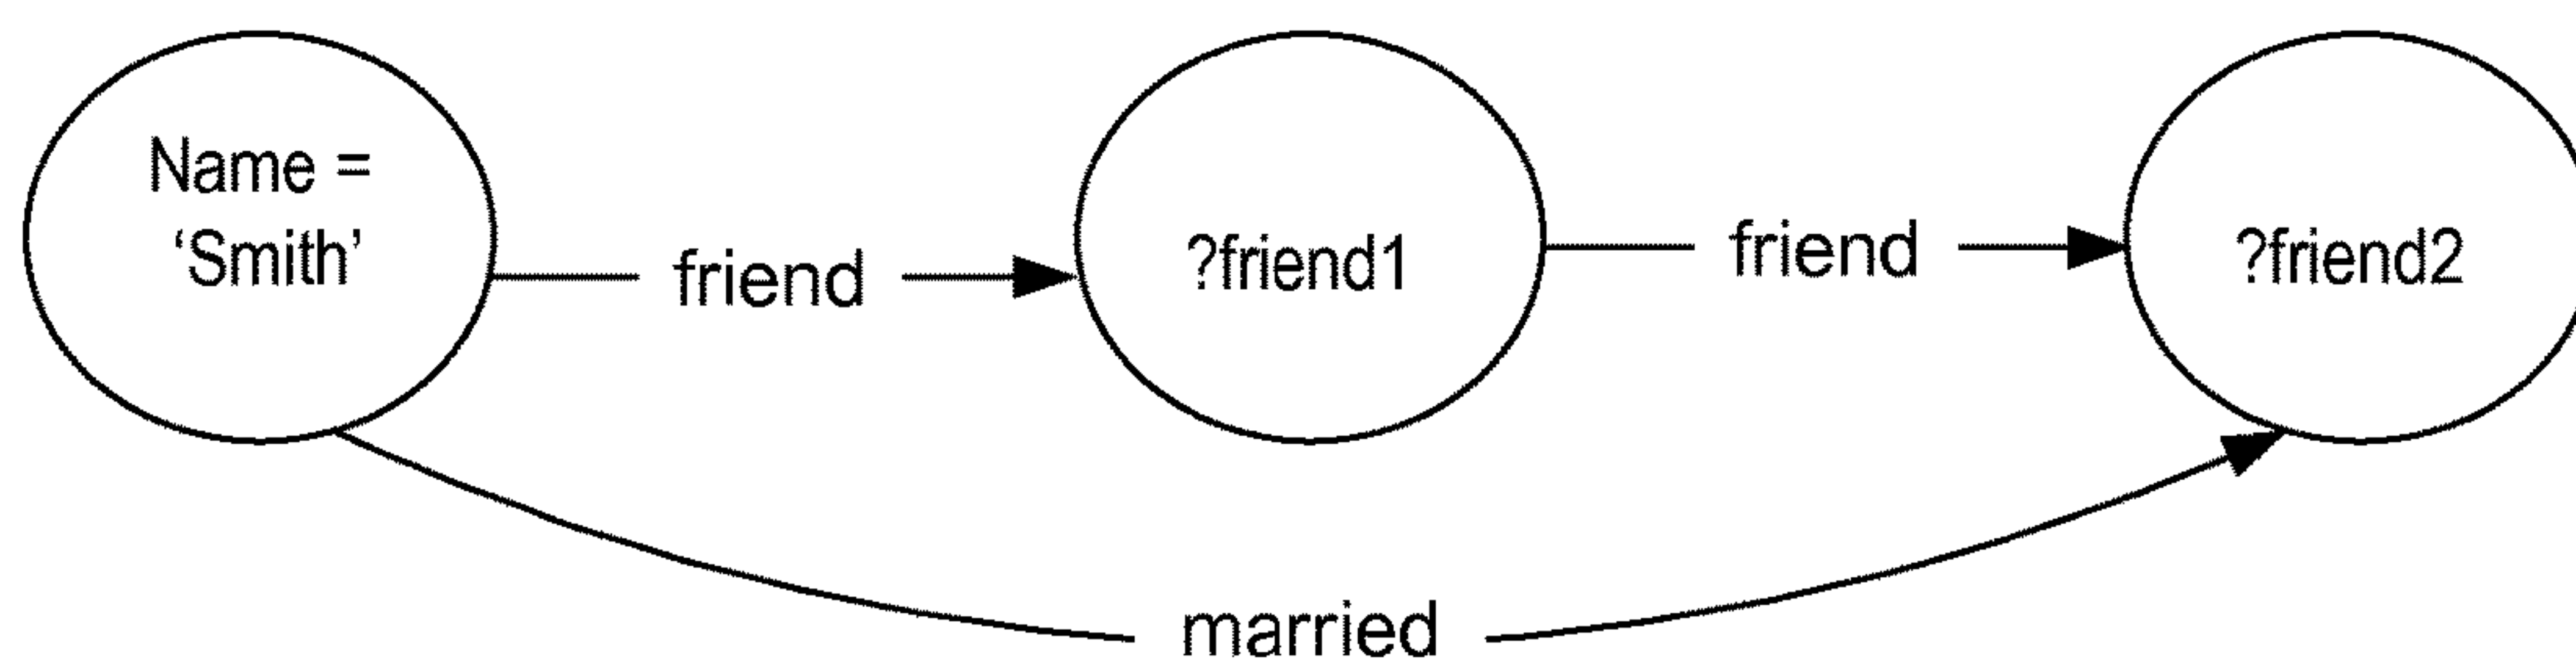 Name =
‘Smith’
friend
?friend1
friend
?friend2
married